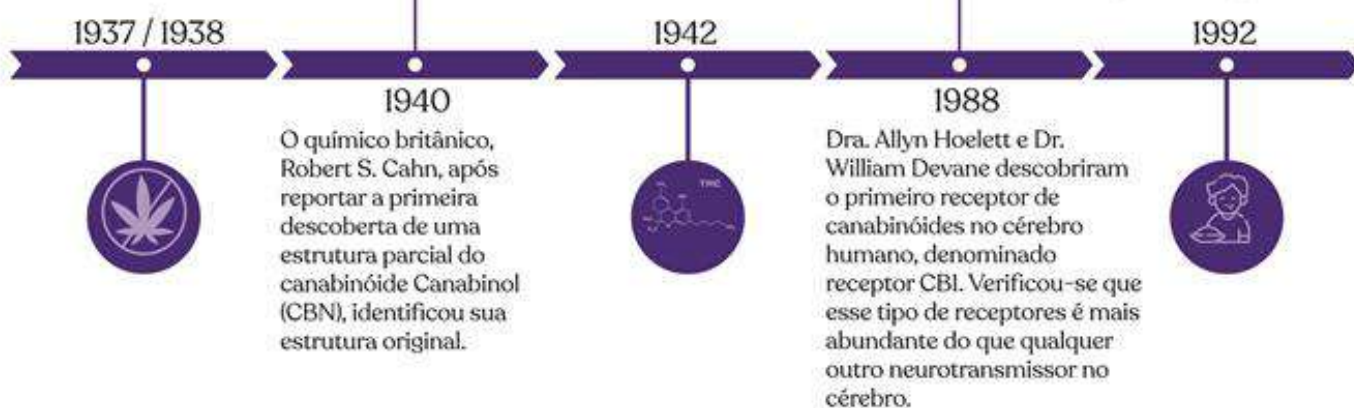 1937 / 1938
1942
1992
1940
O químico britânico,
Robert S. Cahn, após
reportar a primeira
descoberta de uma
estrutura parcial do
canabinóide Canabinol
(CBN), identificou sua
estrutura original.
1988
Dra. Allyn Hoelett e Dr.
William Devane descobriram
o primeiro receptor de
canabinóides no cérebro
humano, denominado
receptor CB1. Verificou-se que
esse tipo de receptores é mais
abundante do que qualquer
outro neurotransmissor no
cérebro.
THC